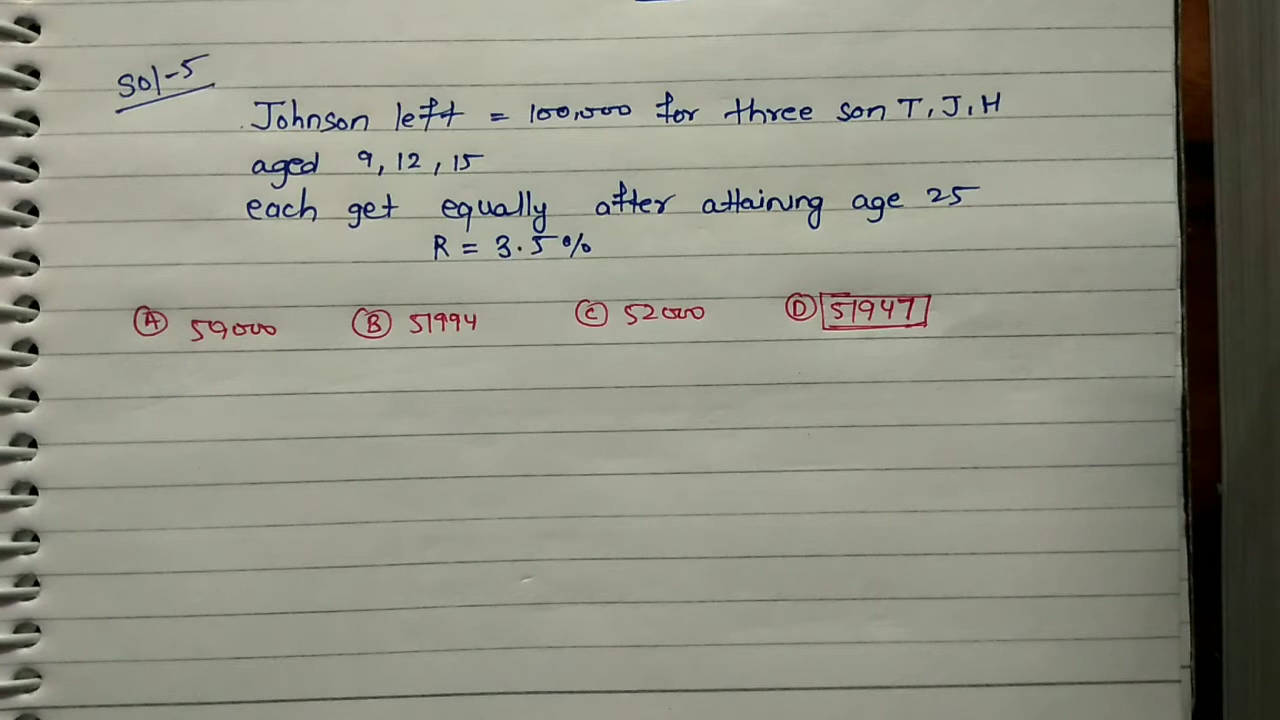 Sol-5
Johnson left = 100,000 for three son T, J, H
aged 9, 12, 15
each get equally after attaining age 25
R = 3.5%
Ⓐ 59000 Ⓑ 51994 Ⓒ 52000 Ⓓ 51947